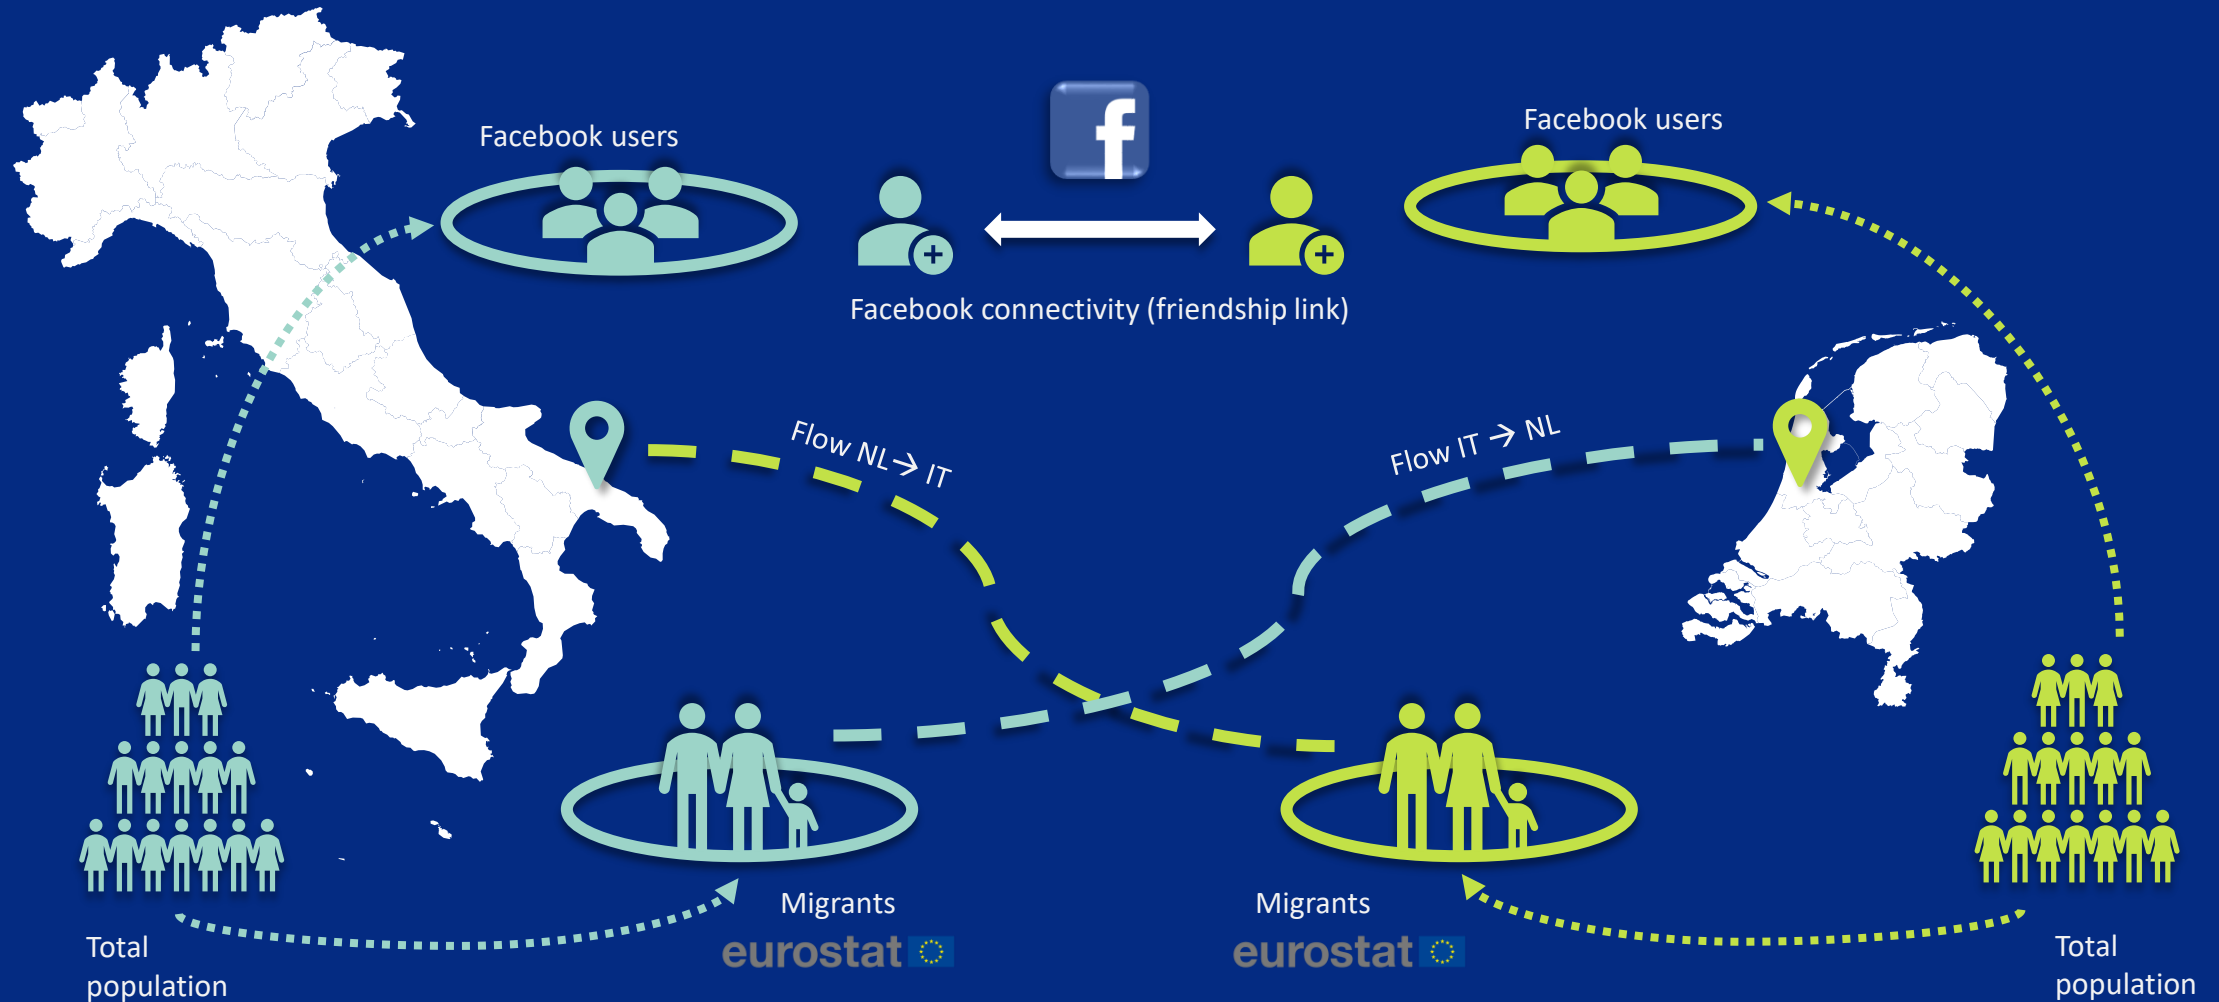 Facebook users
f
Facebook users
Facebook connectivity (friendship link)
Flow NL → IT
Flow IT → NL
Migrants
eurostat
Migrants
eurostat
Total
population
Total
population